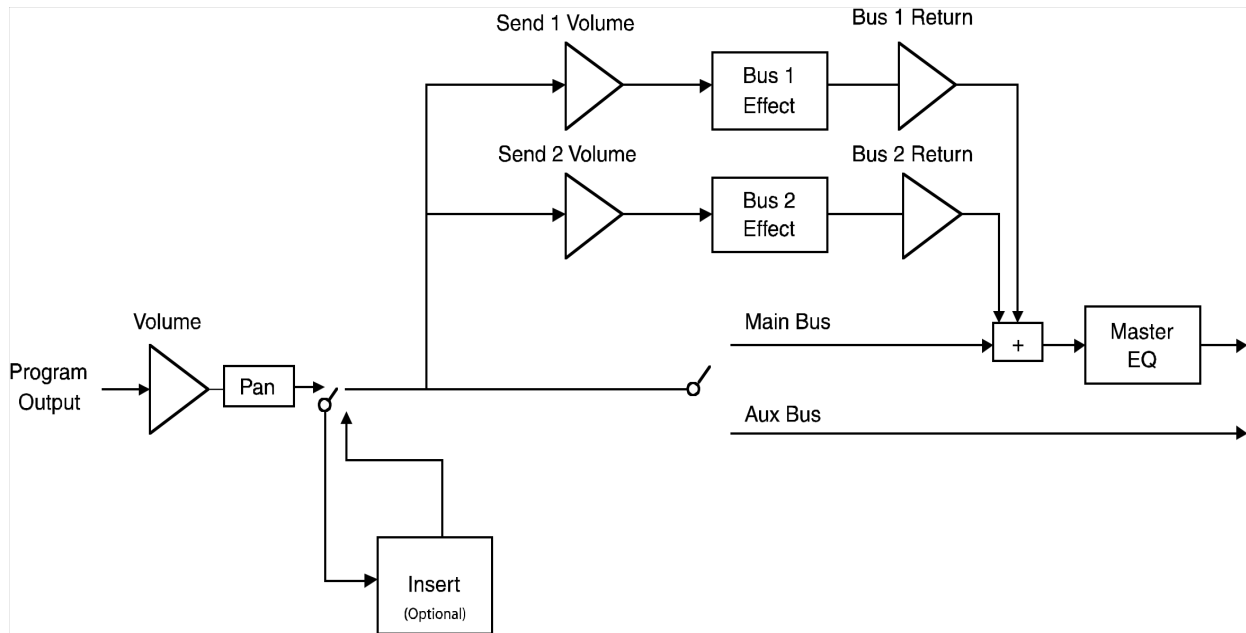 Send 1 Volume
Bus 1 Return
Bus 1
Effect
Send 2 Volume
Bus 2 Return
Bus 2
Effect
Volume
Main Bus
Program
Output
Pan
+
Master
EQ
Aux Bus
Insert
(Optional)